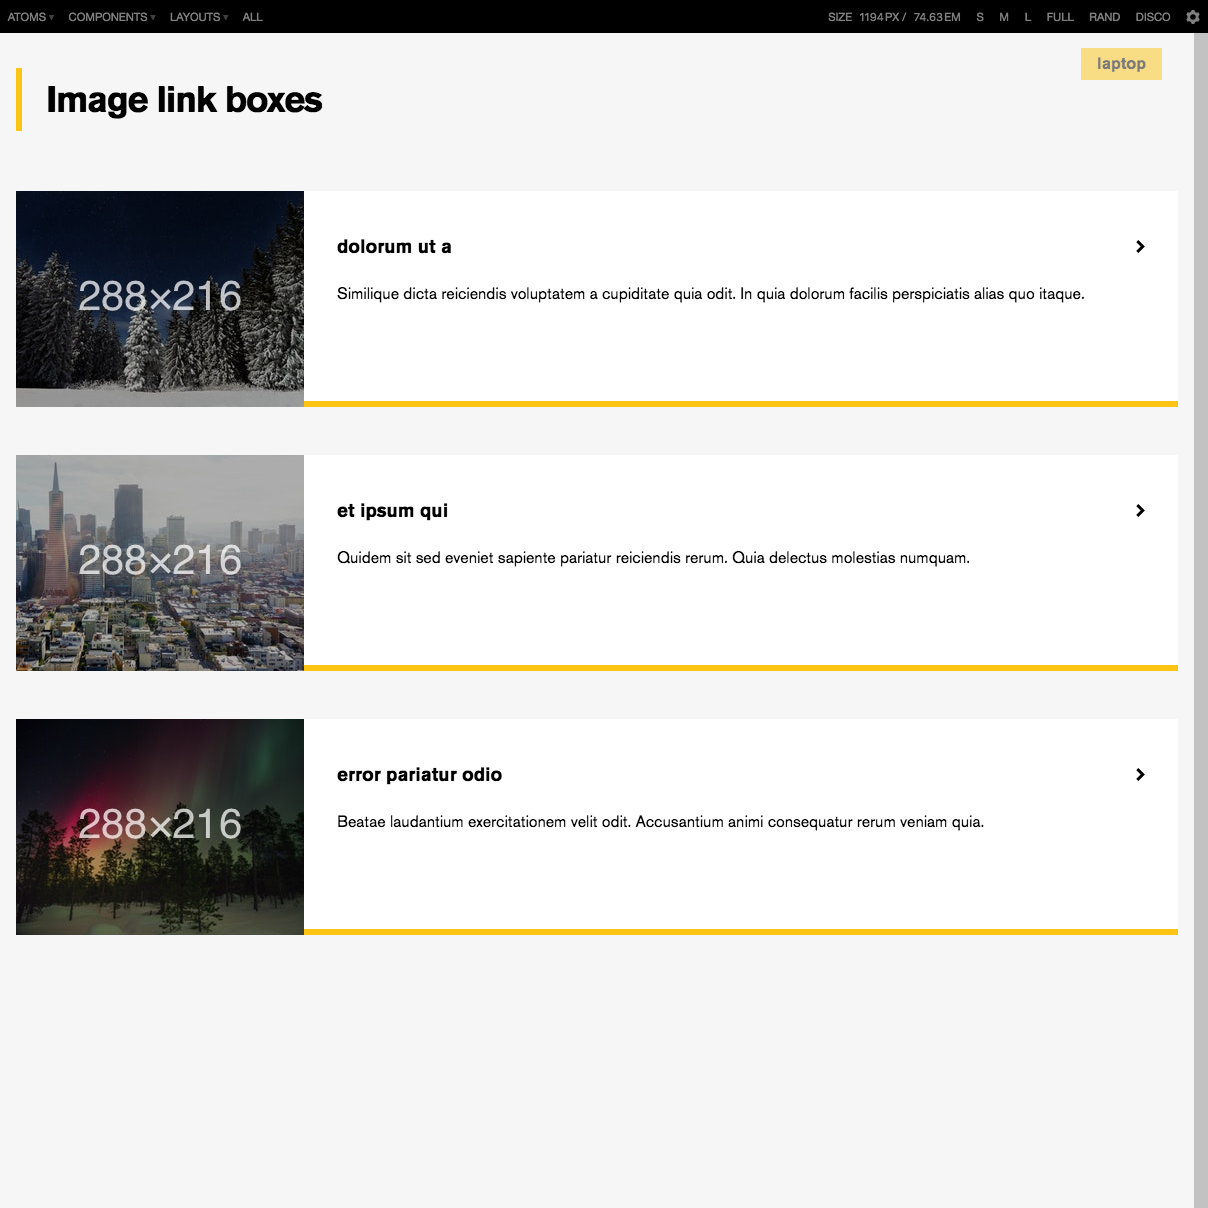 ATOMS ▾ COMPONENTS ▾ LAYOUTS ▾ ALL SIZE 1194PX / 74.63EM S M L FULL RAND DISCO
laptop
Image link boxes
288×216
dolorum ut a
Similique dicta reiciendis voluptatem a cupiditate quia odit. In quia dolorum facilis perspiciatis alias quo itaque.
288×216
et ipsum qui
Quidem sit sed eveniet sapiente pariatur reiciendis rerum. Quia delectus molestias numquam.
288×216
error pariatur odio
Beatae laudantium exercitationem velit odit. Accusantium animi consequatur rerum veniam quia.